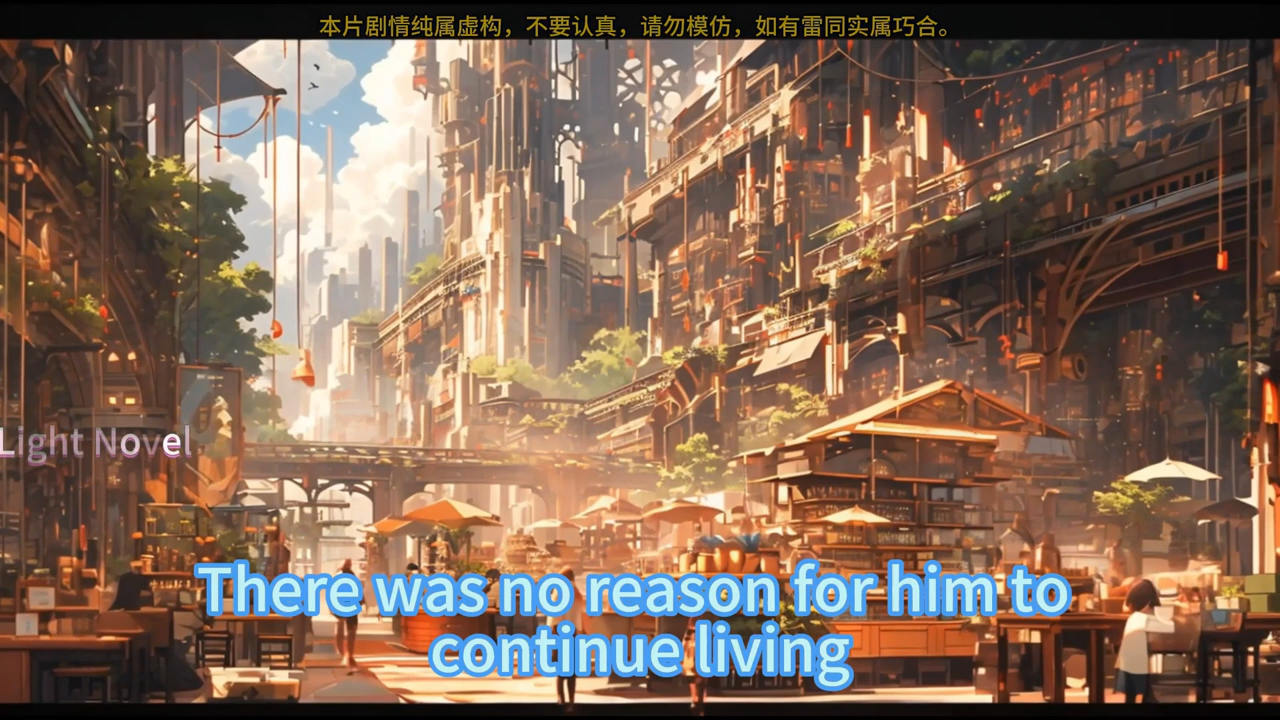 本片剧情纯属虚构，不要认真，请勿模仿，如有雷同实属巧合。
Light Novel
There was no reason for him to
continue living